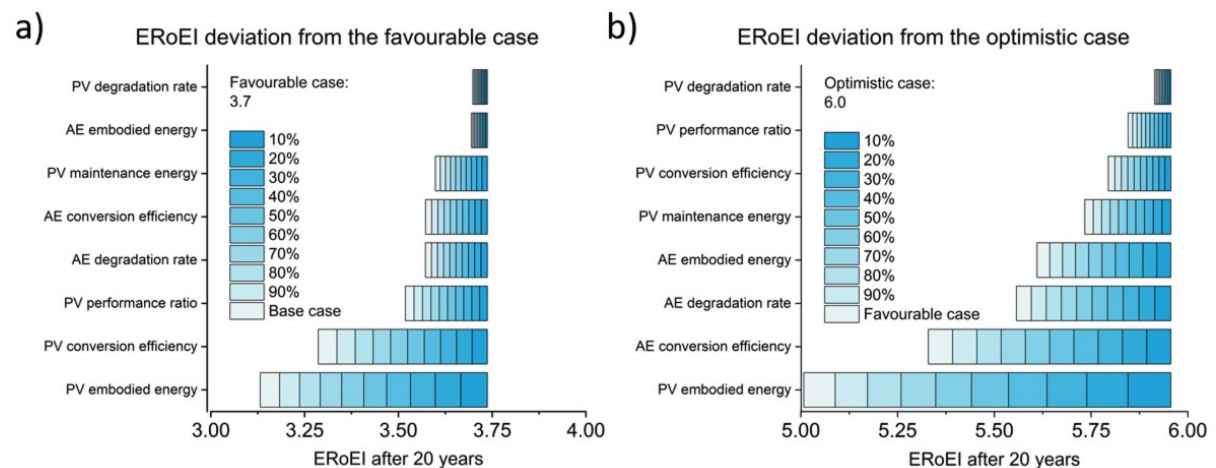 a)
ERoEI deviation from the favourable case
PV degradation rate
AE embodied energy
PV maintenance energy
AE conversion efficiency
AE degradation rate
PV performance ratio
PV conversion efficiency
PV embodied energy
Favourable case:
3.7
10%
20%
30%
40%
50%
60%
70%
80%
90%
Base case
3.00
3.25
3.50
3.75
4.00
ERoEI after 20 years
b)
ERoEI deviation from the optimistic case
PV degradation rate
PV performance ratio
PV conversion efficiency
PV maintenance energy
AE embodied energy
AE degradation rate
AE conversion efficiency
PV embodied energy
Optimistic case:
6.0
10%
20%
30%
40%
50%
60%
70%
80%
90%
Favourable case
5.00
5.25
5.50
5.75
6.00
ERoEI after 20 years